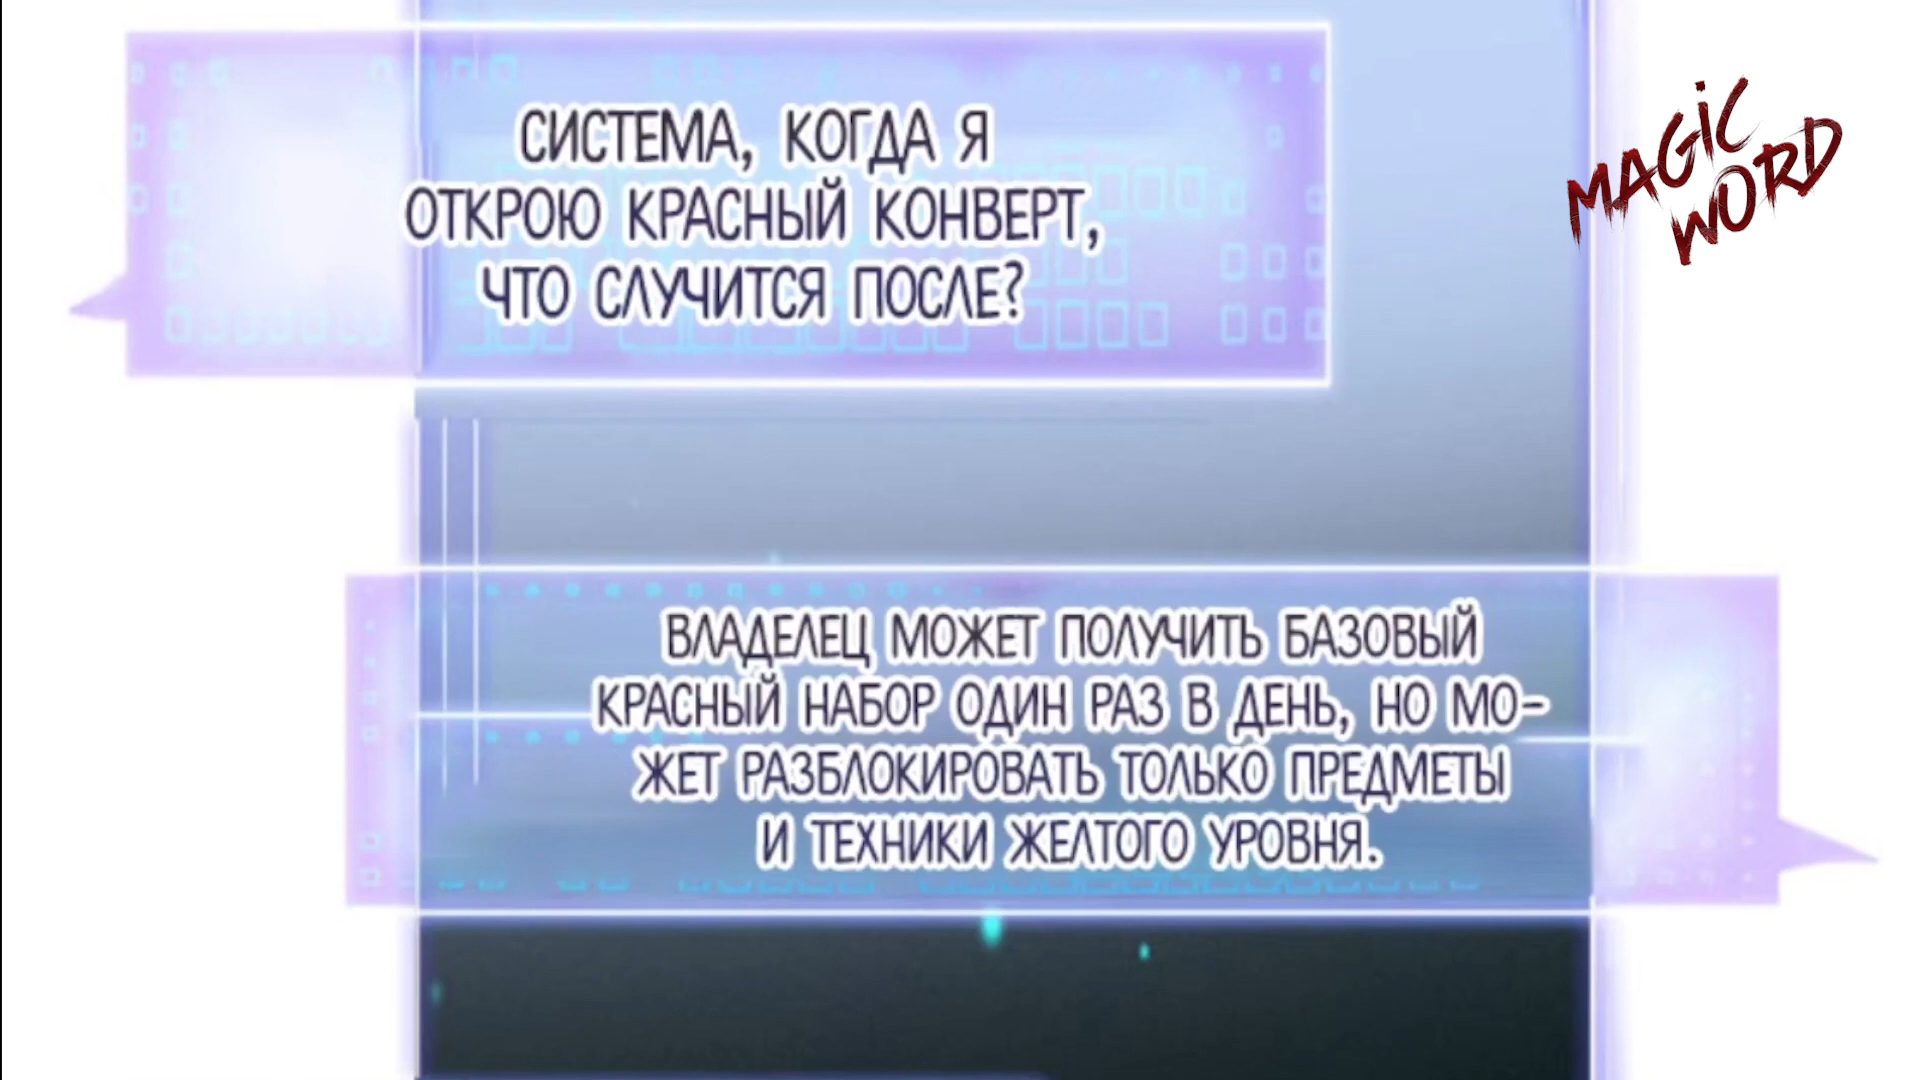 СИСТЕМА, КОГДА Я
ОТКРОЮ КРАСНЫЙ КОНВЕРТ,
ЧТО СЛУЧИТСЯ ПОСЛЕ?
MAGIC
WORD
ВЛАДЕЛЕЦ МОЖЕТ ПОЛУЧИТЬ БАЗОВЫЙ
КРАСНЫЙ НАБОР ОДИН РАЗ В ДЕНЬ, НО МО-
ЖЕТ РАЗБЛОКИРОВАТЬ ТОЛЬКО ПРЕДМЕТЫ
И ТЕХНИКИ ЖЕЛТОГО УРОВНЯ.